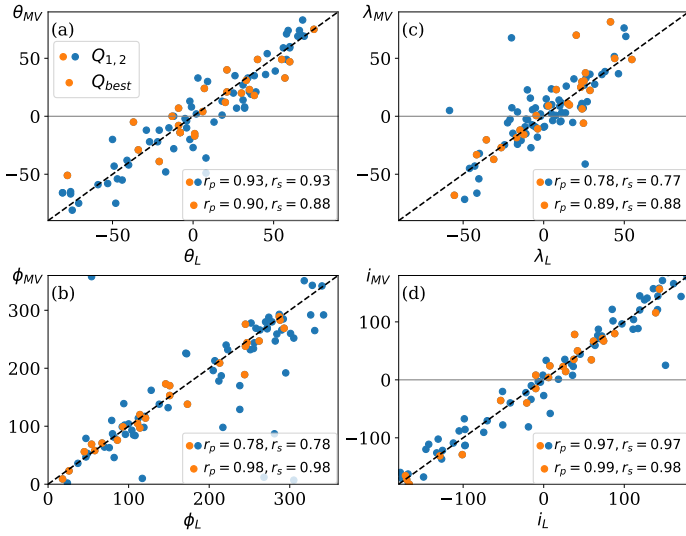 θ_MV
(a)
Q_1,2
Q_best
50
0
−50
r_p = 0.93, r_s = 0.93
r_p = 0.90, r_s = 0.88
−50 0 50
θ_L
λ_MV
(c)
50
0
−50
r_p = 0.78, r_s = 0.77
r_p = 0.89, r_s = 0.88
−50 0 50
λ_L
ϕ_MV
(b)
300
200
100
0
r_p = 0.78, r_s = 0.78
r_p = 0.98, r_s = 0.98
0 100 200 300
ϕ_L
i_MV
(d)
100
0
−100
r_p = 0.97, r_s = 0.97
r_p = 0.99, r_s = 0.98
−100 0 100
i_L